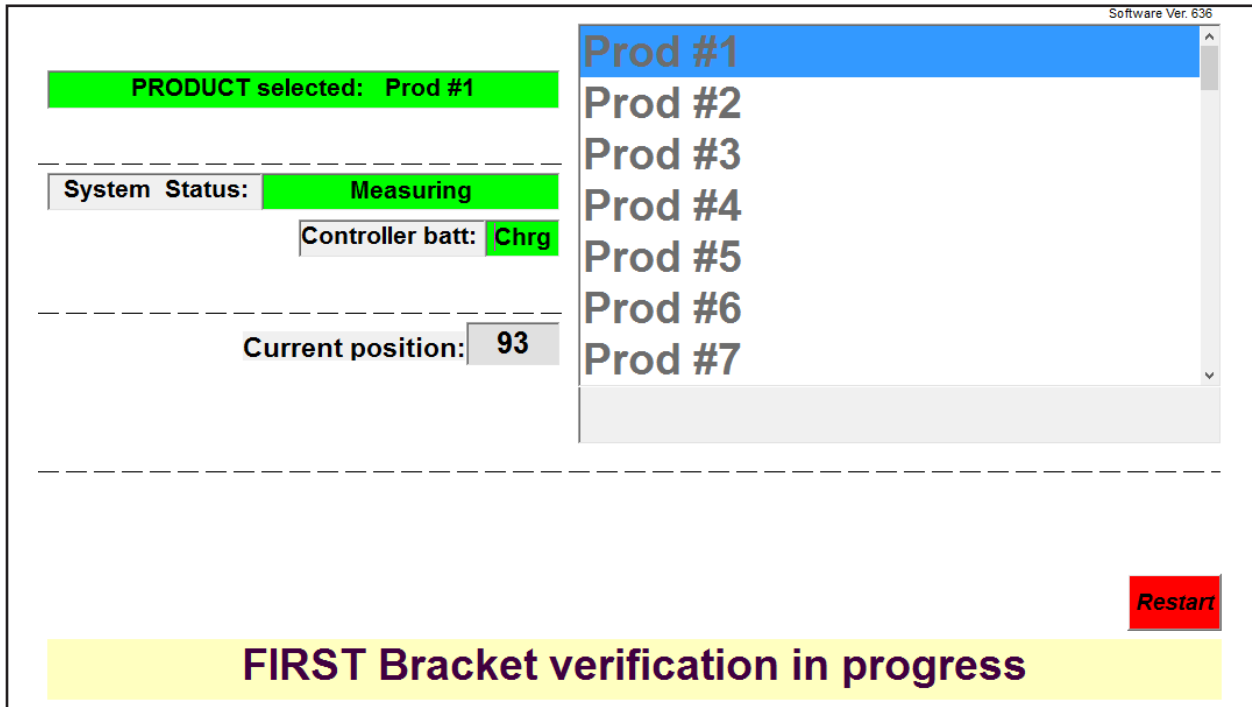 Software Ver. 636
PRODUCT selected: Prod #1
System Status: Measuring
Controller batt: Chrg
Current position: 93
Prod #1
Prod #2
Prod #3
Prod #4
Prod #5
Prod #6
Prod #7
Restart
FIRST Bracket verification in progress